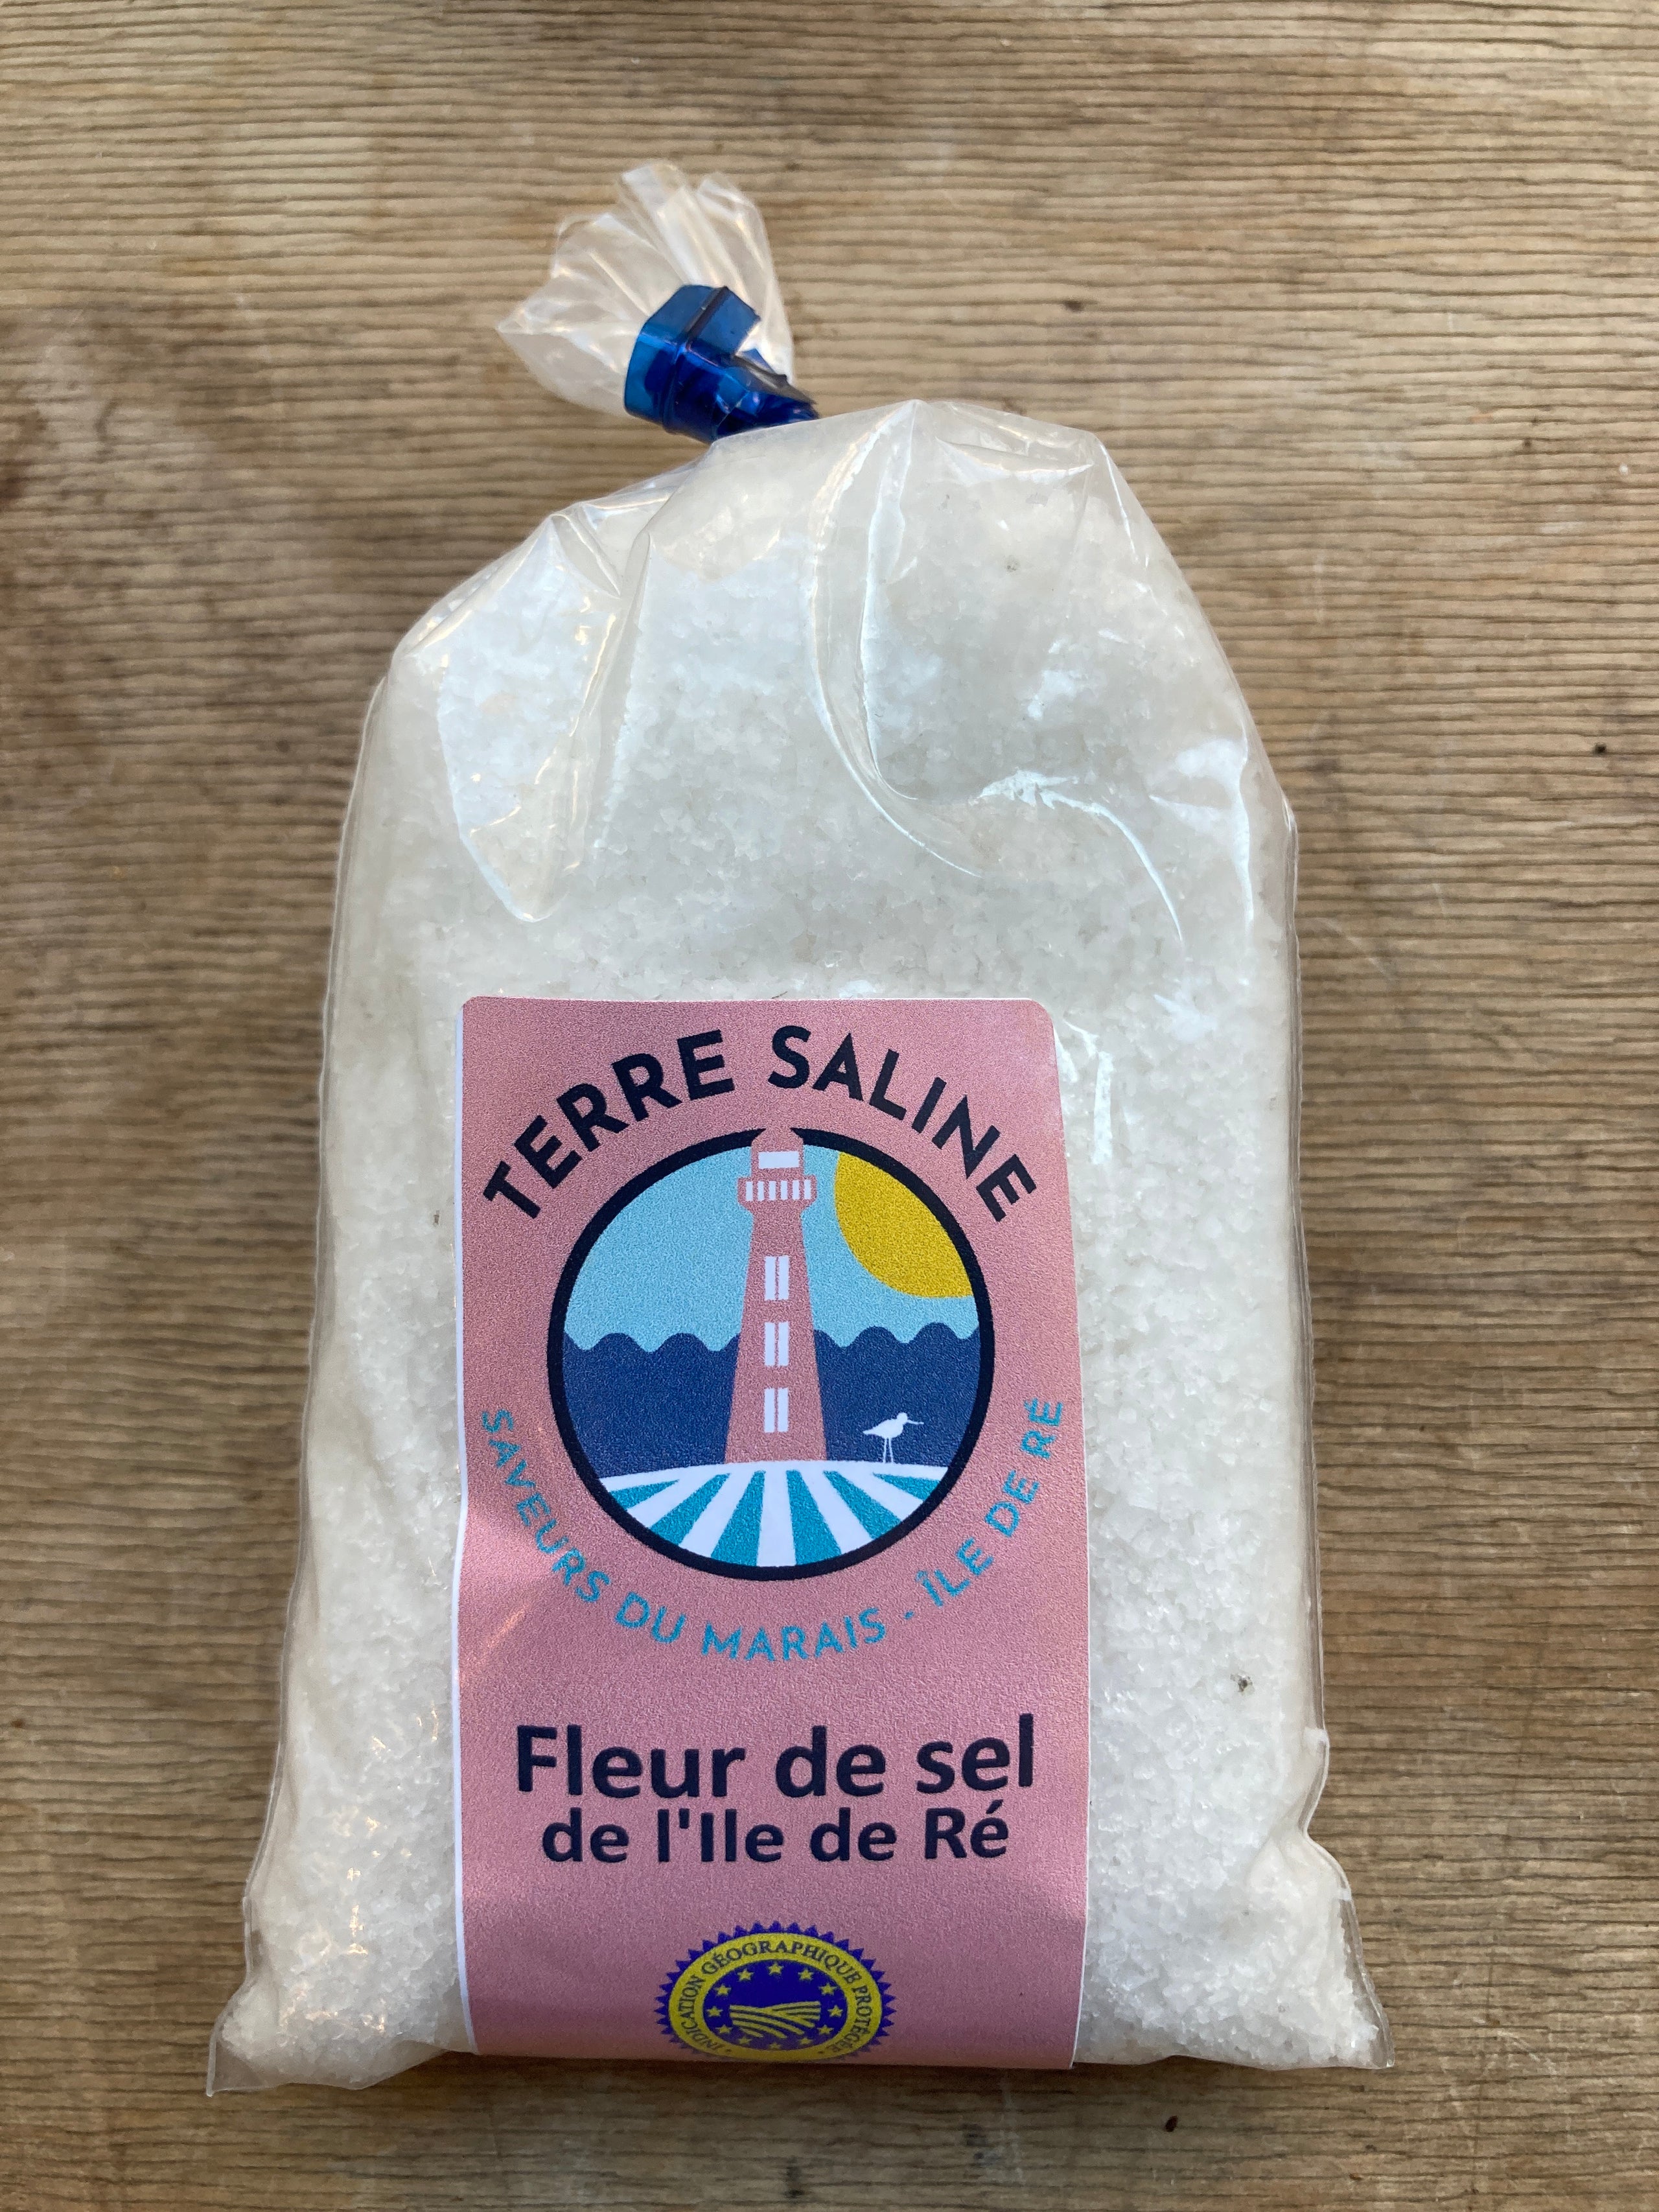 TERRE SALINE
SAVEURS DU MARAIS - ÎLE DE RÉ
Fleur de sel
de l'Ile de Ré
INDICATION GÉOGRAPHIQUE PROTÉGÉE